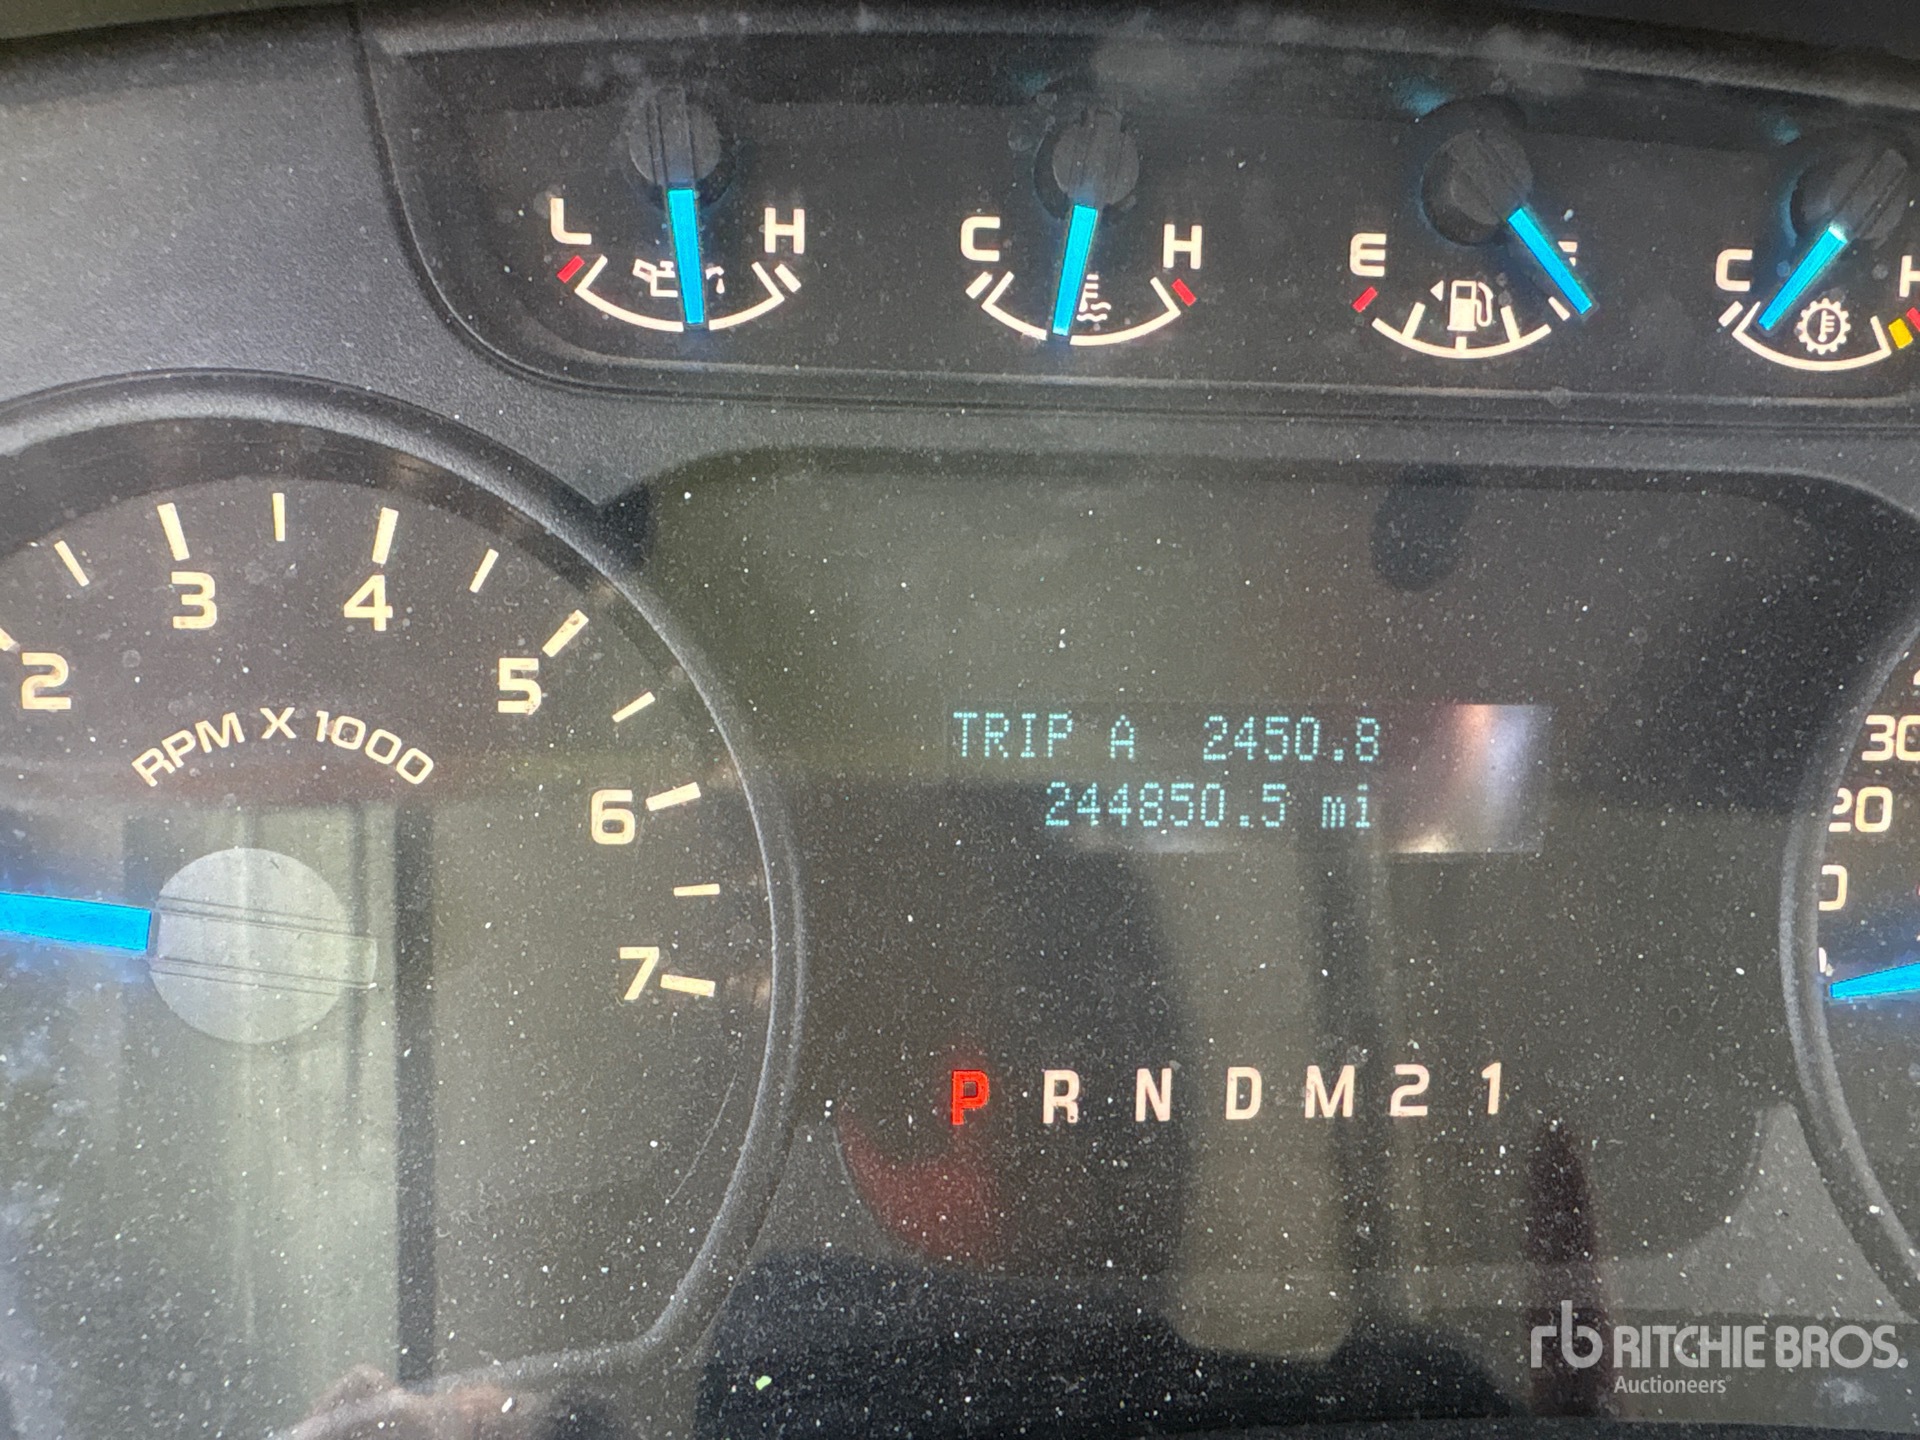 L H
C H
E
C H
2 3 4 5 6 7
RPM X 1000
TRIP A 2450.8
244850.5 mi
30
20
P R N D M 2 1
rb RITCHIE BROS.
Auctioneers